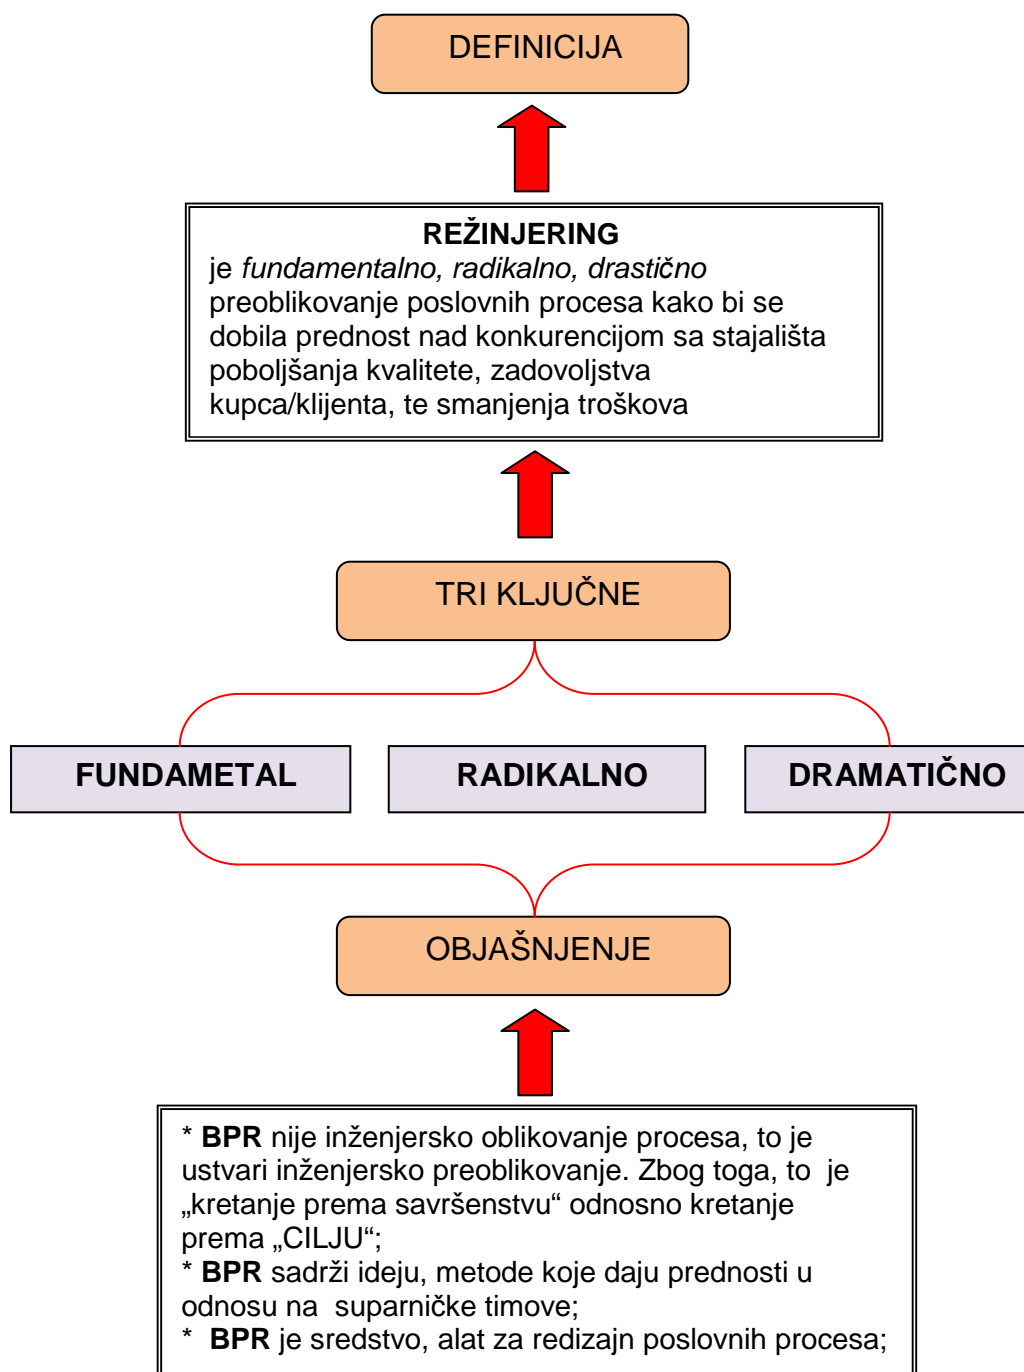 DEFINICIJA
REŽINJERING
je fundamentalno, radikalno, drastično
preoblikovanje poslovnih procesa kako bi se
dobila prednost nad konkurencijom sa stajališta
poboljšanja kvalitete, zadovoljstva
kupca/klijenta, te smanjenja troškova
TRI KLJUČNE
FUNDAMETAL
RADIKALNO
DRAMATIČNO
OBJAŠNJENJE
* BPR nije inženjersko oblikovanje procesa, to je
ustvari inženjersko preoblikovanje. Zbog toga, to je
„kretanje prema savršenstvu“ odnosno kretanje
prema „CILJU“;
* BPR sadrži ideju, metode koje daju prednosti u
odnosu na suparničke timove;
* BPR je sredstvo, alat za redizajn poslovnih procesa;